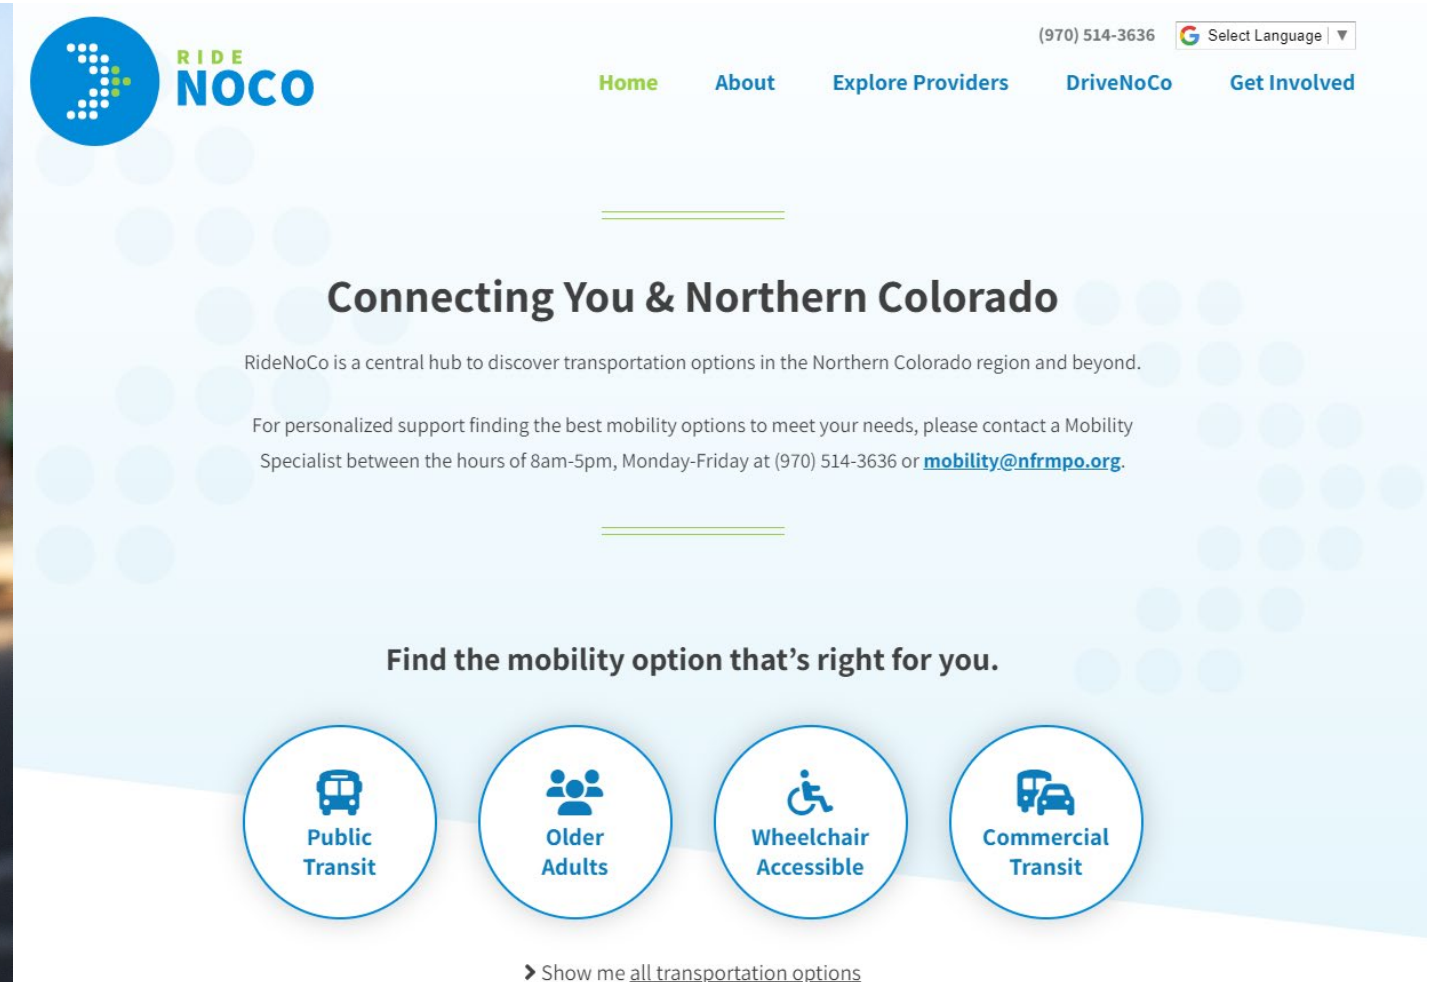 RIDE
NOCO
(970) 514-3636
Select Language ▼
Home
About
Explore Providers
DriveNoCo
Get Involved
Connecting You & Northern Colorado
RideNoCo is a central hub to discover transportation options in the Northern Colorado region and beyond.
For personalized support finding the best mobility options to meet your needs, please contact a Mobility
Specialist between the hours of 8am-5pm, Monday-Friday at (970) 514-3636 or mobility@nfrmpo.org.
Find the mobility option that’s right for you.
Public
Transit
Older
Adults
Wheelchair
Accessible
Commercial
Transit
Show me all transportation options